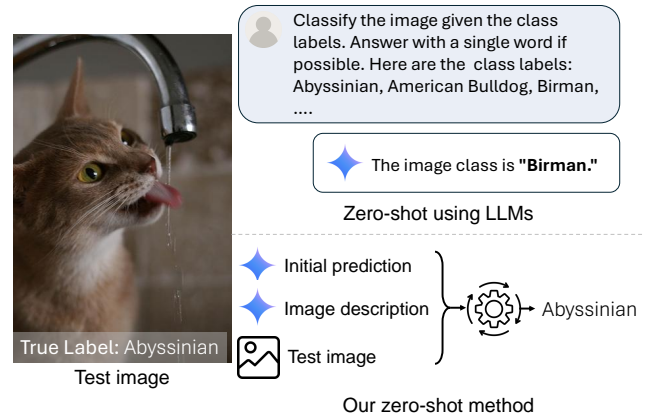 Classify the image given the class
labels. Answer with a single word if
possible. Here are the class labels:
Abyssinian, American Bulldog, Birman,
....
The image class is "Birman."
Zero-shot using LLMs
True Label: Abyssinian
Test image
Initial prediction
Image description
Test image
Abyssinian
Our zero-shot method